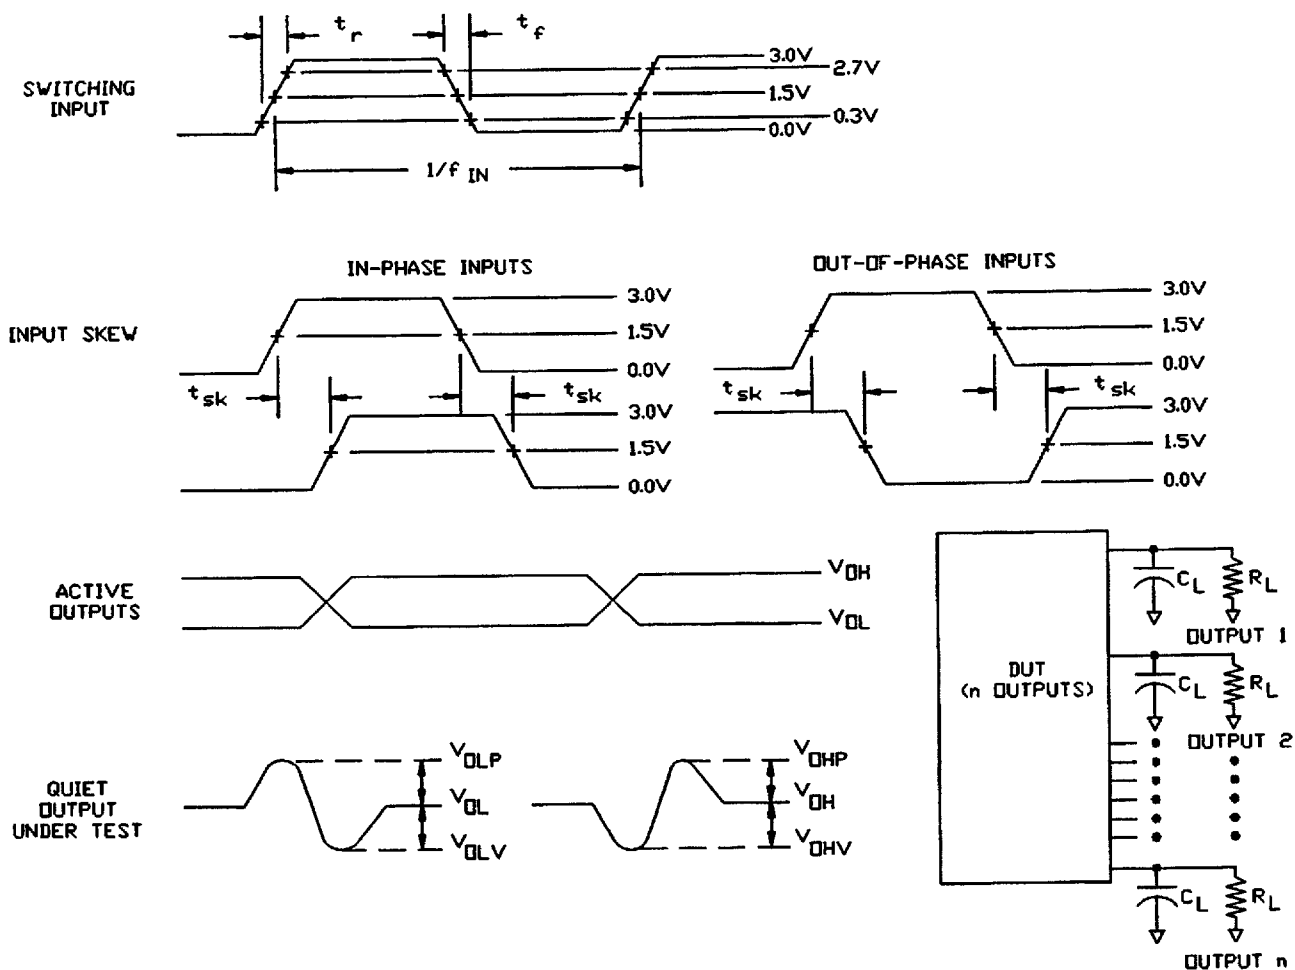 t r
t f
SWITCHING
INPUT
3.0V
2.7V
1.5V
0.3V
0.0V
1/f IN
IN-PHASE INPUTS
OUT-OF-PHASE INPUTS
INPUT SKEW
3.0V
1.5V
0.0V
3.0V
1.5V
0.0V
t sk
t sk
t sk
t sk
3.0V
1.5V
0.0V
3.0V
1.5V
0.0V
ACTIVE
OUTPUTS
V OH
V OL
C L
R L
OUTPUT 1
DUT
(n OUTPUTS)
C L
R L
OUTPUT 2
QUIET
OUTPUT
UNDER TEST
V OLP
V OL
V OLV
V OHP
V OH
V OHV
C L
R L
OUTPUT n